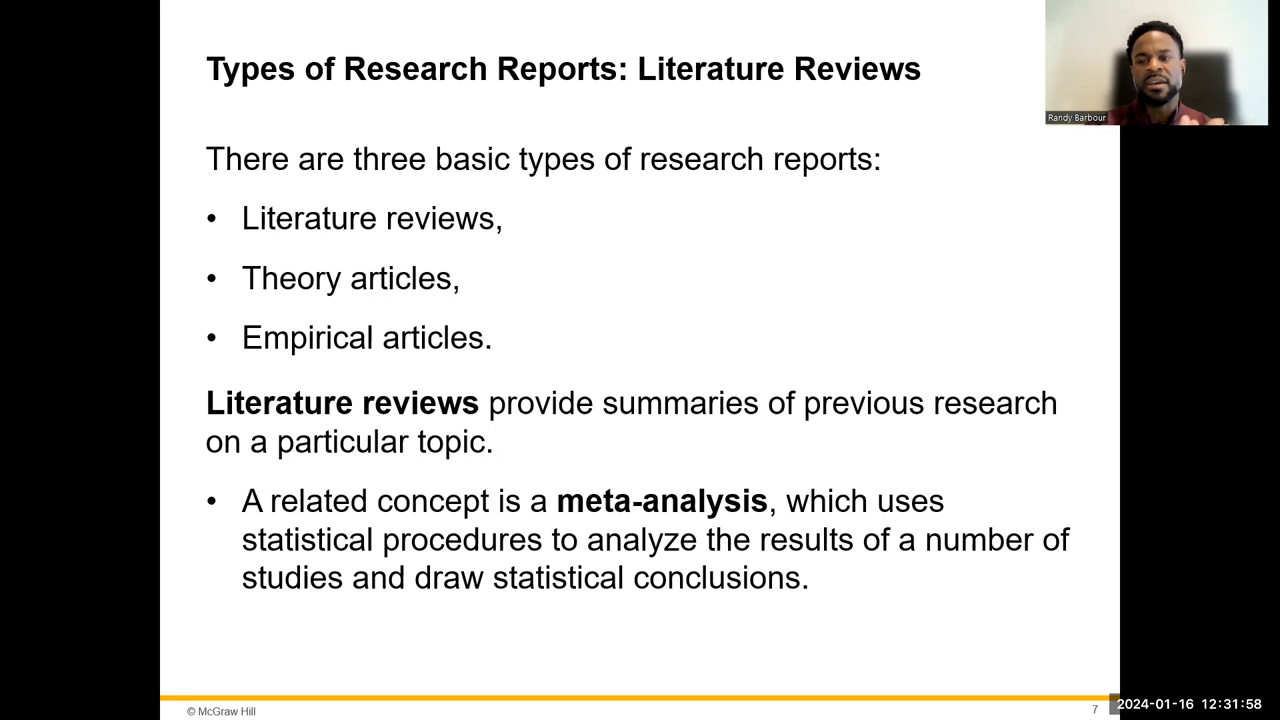 Types of Research Reports: Literature Reviews
Randy Barbour
There are three basic types of research reports:
• Literature reviews,
• Theory articles,
• Empirical articles.
Literature reviews provide summaries of previous research
on a particular topic.
• A related concept is a meta-analysis, which uses
statistical procedures to analyze the results of a number of
studies and draw statistical conclusions.
© McGraw Hill
7
2024-01-16 12:31:58